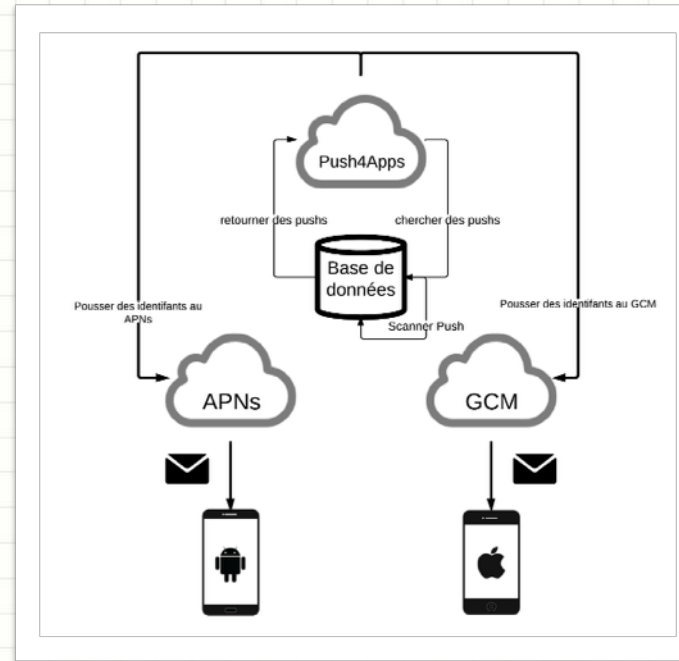 Push4Apps
retourner des pushs
chercher des pushs
Base de
données
Scanner Push
Pousser des identifants au
APNs
Pousser des identifants au GCM
APNs
GCM